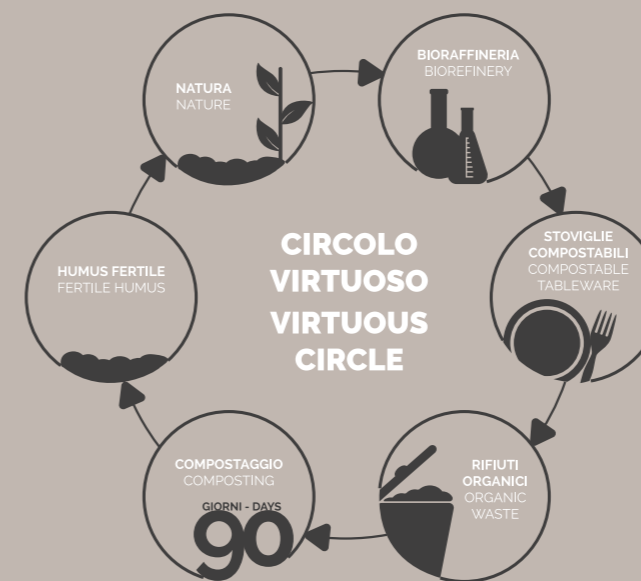 NATURA
NATURE
BIORAFFINERIA
BIOREFINERY
STOVIGLIE
COMPOSTABILI
COMPOSTABLE
TABLEWARE
RIFIUTI
ORGANICI
ORGANIC
WASTE
COMPOSTAGGIO
COMPOSTING
GIORNI - DAYS
90
HUMUS FERTILE
FERTILE HUMUS
CIRCOLO
VIRTUOSO
VIRTUOUS
CIRCLE